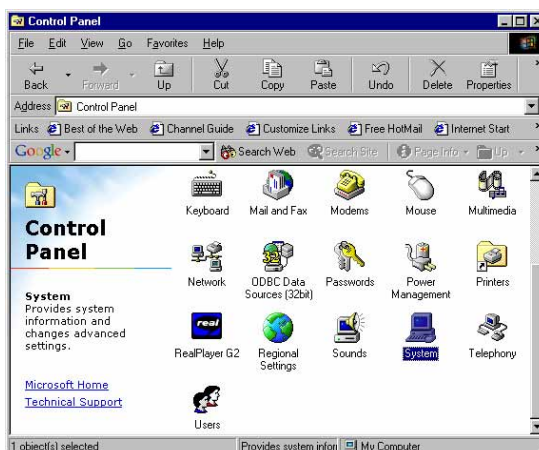 Control Panel
File Edit View Go Favorites Help
Back Forward Up Cut Copy Paste Undo Delete Properties
Address Control Panel
Links Best of the Web Channel Guide Customize Links Free HotMail Internet Start
Google Search Web Search Site Page Info Up
Control
Panel
System
Provides system
information and
changes advanced
settings.
Microsoft Home
Technical Support
Keyboard Mail and Fax Modems Mouse Multimedia
Network ODBC Data Sources (32bit) Passwords Power Management Printers
real
RealPlayer G2 Regional Settings Sounds System Telephony
Users
1 object(s) selected Provides system infor My Computer